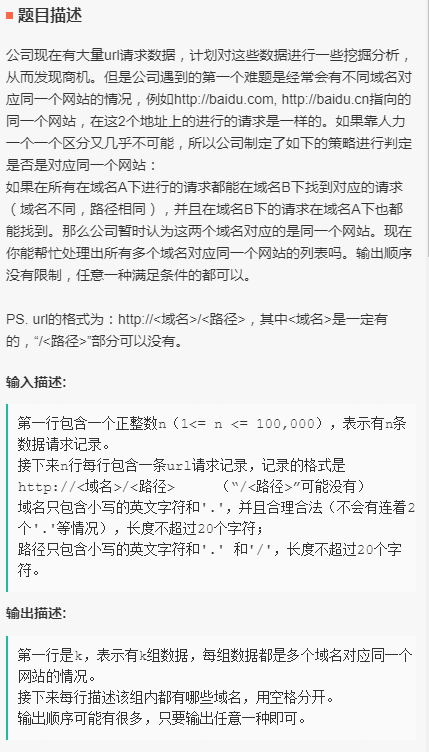 题目描述
公司现在有大量url请求数据，计划对这些数据进行一些挖掘分析，
从而发现商机。但是公司遇到的第一个难题是经常会有不同域名对
应同一个网站的情况，例如http://baidu.com, http://baidu.cn指向的
同一个网站，在这2个地址上的进行的请求是一样的。如果靠人力
一个一个区分又几乎不可能，所以公司制定了如下的策略进行判定
是否是对应同一个网站：
如果在所有在域名A下进行的请求都能在域名B下找到对应的请求
（域名不同，路径相同），并且在域名B下的请求在域名A下也都
能找到。那么公司暂时认为这两个域名对应的是同一个网站。现在
你能帮忙处理出所有多个域名对应同一个网站的列表吗。输出顺序
没有限制，任意一种满足条件的都可以。
PS. url的格式为：http://<域名>/<路径>，其中<域名>是一定有
的，“/<路径>”部分可以没有。
输入描述:
第一行包含一个正整数n（1<= n <= 100,000），表示有n条
数据请求记录。
接下来n行每行包含一条url请求记录，记录的格式是
http://<域名>/<路径> （“/<路径>”可能没有）
域名只包含小写的英文字符和'.'，并且合理合法（不会有连着2
个'.'等情况），长度不超过20个字符；
路径只包含小写的英文字符和'.' 和'/'，长度不超过20个字
符。
输出描述:
第一行是k，表示有k组数据，每组数据都是多个域名对应同一个
网站的情况。
接下来每行描述该组内都有哪些域名，用空格分开。
输出顺序可能有很多，只要输出任意一种即可。